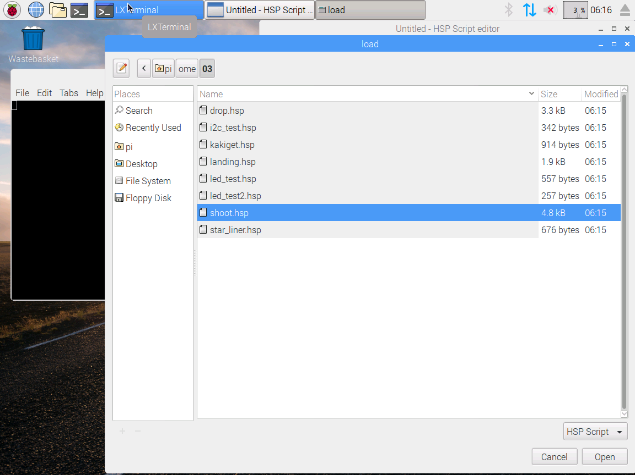 LXTerminal
Untitled - HSP Script ...
load
3 %
06:16
LXTerminal
Untitled - HSP Script editor
Wastebasket
load
File Edit Tabs Help
pi ome 03
Places
Name Size Modified
Search
Recently Used
pi
Desktop
File System
Floppy Disk
drop.hsp 3.3 kB 06:15
i2c_test.hsp 342 bytes 06:15
kakiget.hsp 914 bytes 06:15
landing.hsp 1.9 kB 06:15
led_test.hsp 557 bytes 06:15
led_test2.hsp 257 bytes 06:15
shoot.hsp 4.8 kB 06:15
star_liner.hsp 676 bytes 06:15
HSP Script
Cancel Open